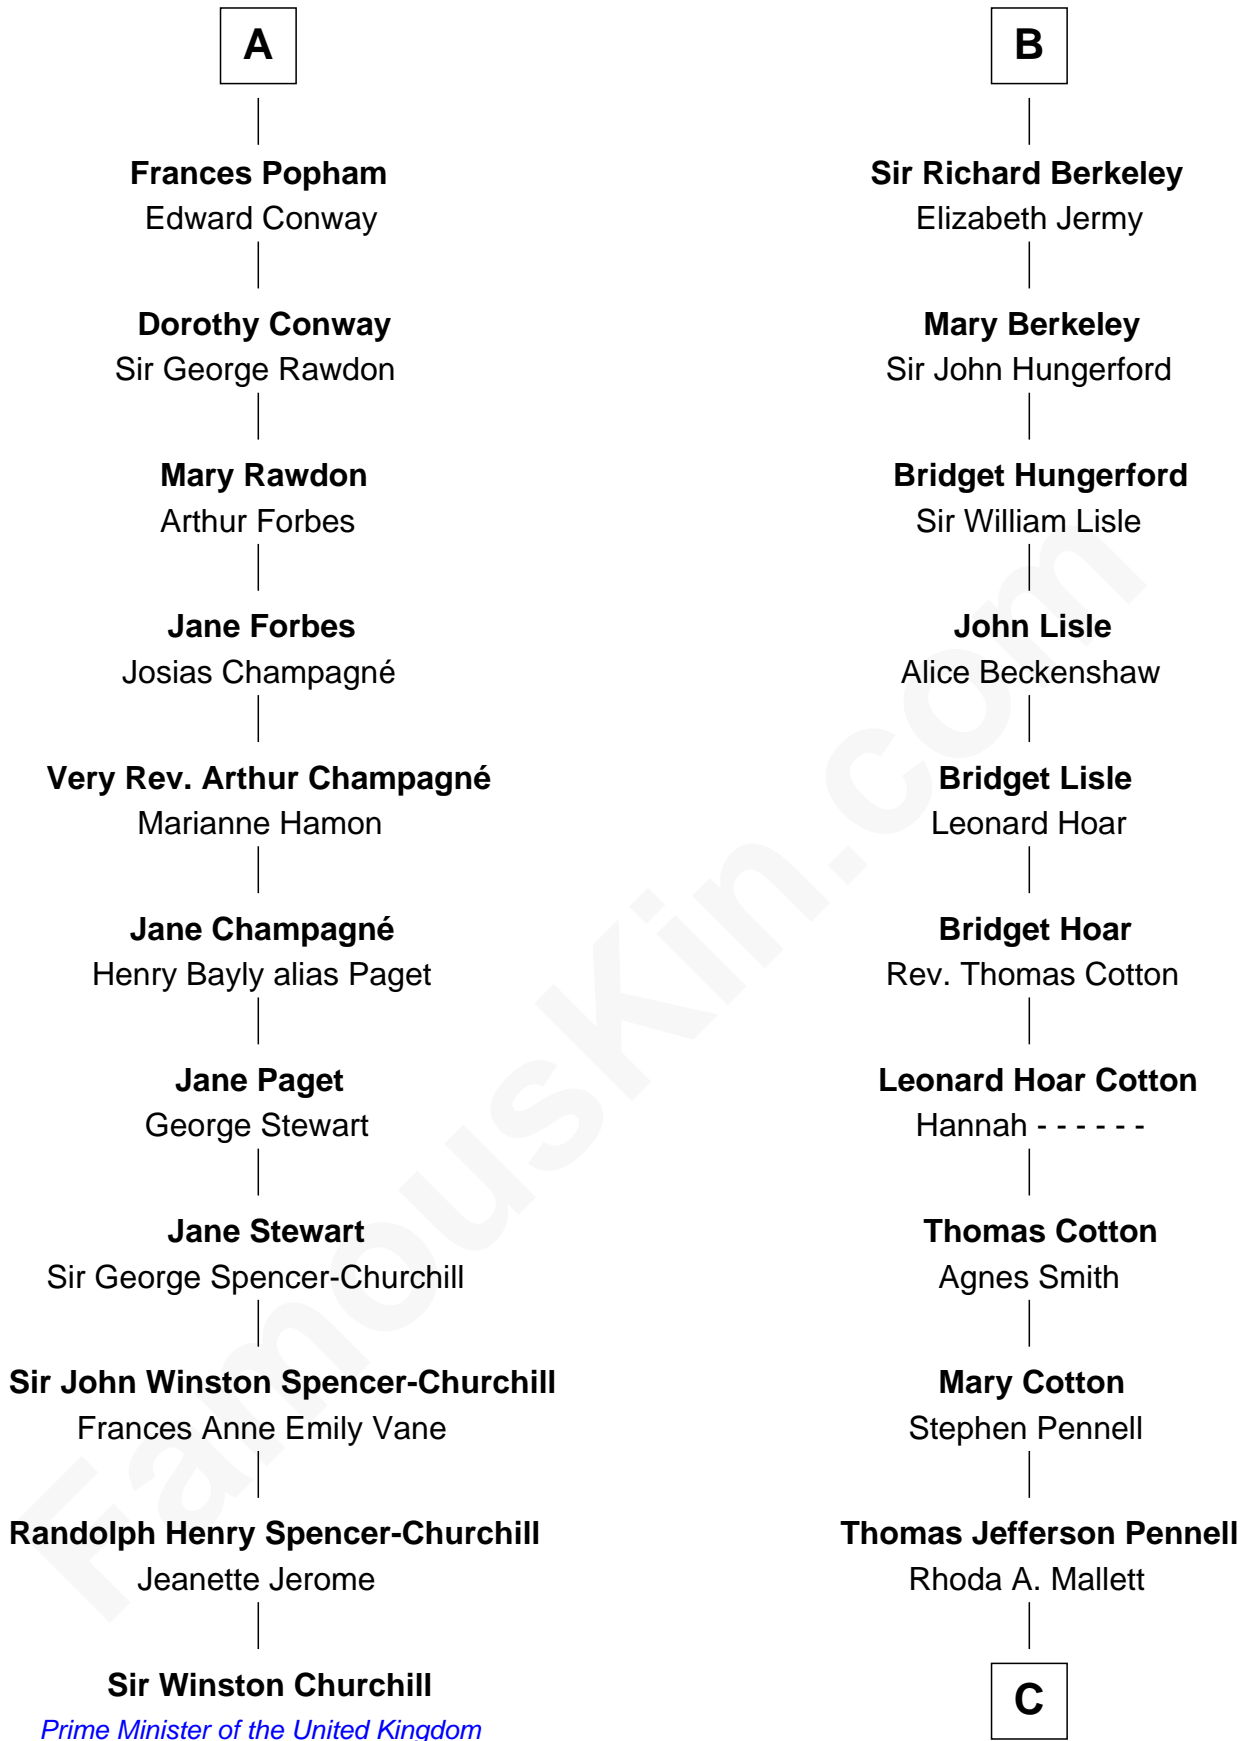 A
Frances Popham
Edward Conway
Dorothy Conway
Sir George Rawdon
Mary Rawdon
Arthur Forbes
Jane Forbes
Josias Champagné
Very Rev. Arthur Champagné
Marianne Hamon
Jane Champagné
Henry Bayly alias Paget
Jane Paget
George Stewart
Jane Stewart
Sir George Spencer-Churchill
Sir John Winston Spencer-Churchill
Frances Anne Emily Vane
Randolph Henry Spencer-Churchill
Jeanette Jerome
Sir Winston Churchill
Prime Minister of the United Kingdom
B
Sir Richard Berkeley
Elizabeth Jermy
Mary Berkeley
Sir John Hungerford
Bridget Hungerford
Sir William Lisle
John Lisle
Alice Beckenshaw
Bridget Lisle
Leonard Hoar
Bridget Hoar
Rev. Thomas Cotton
Leonard Hoar Cotton
Hannah - - - - - -
Thomas Cotton
Agnes Smith
Mary Cotton
Stephen Pennell
Thomas Jefferson Pennell
Rhoda A. Mallett
C
FamousKin.com